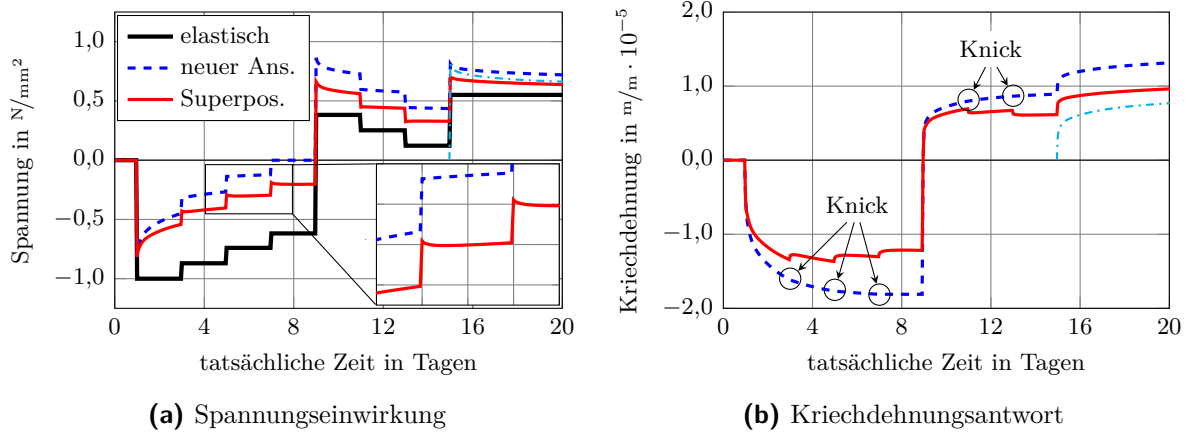 1,0
0,5
0,0
−0,5
−1,0
Spannung in N/mm²
elastisch
neuer Ans.
Superpos.
0
4
8
12
16
20
tatsächliche Zeit in Tagen
(a) Spannungseinwirkung
2,0
1,0
0,0
−1,0
−2,0
Kriechdehnung in m/m · 10⁻⁵
Knick
Knick
0
4
8
12
16
20
tatsächliche Zeit in Tagen
(b) Kriechdehnungsantwort